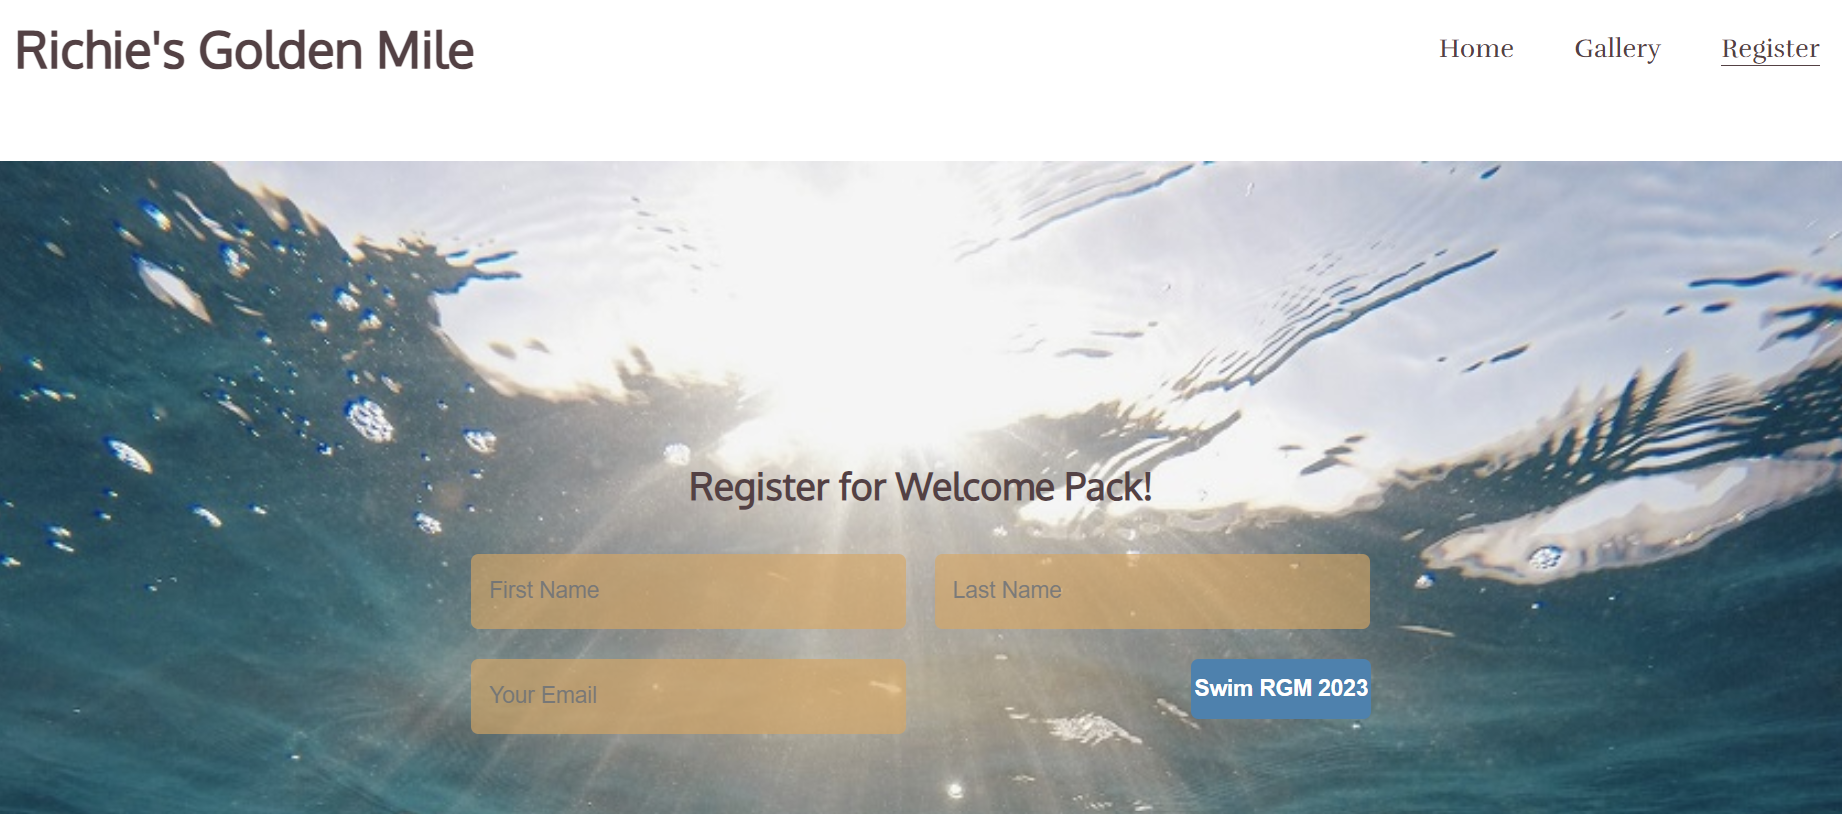 Richie's Golden Mile
Home Gallery Register
Register for Welcome Pack!
First Name
Last Name
Your Email
Swim RGM 2023